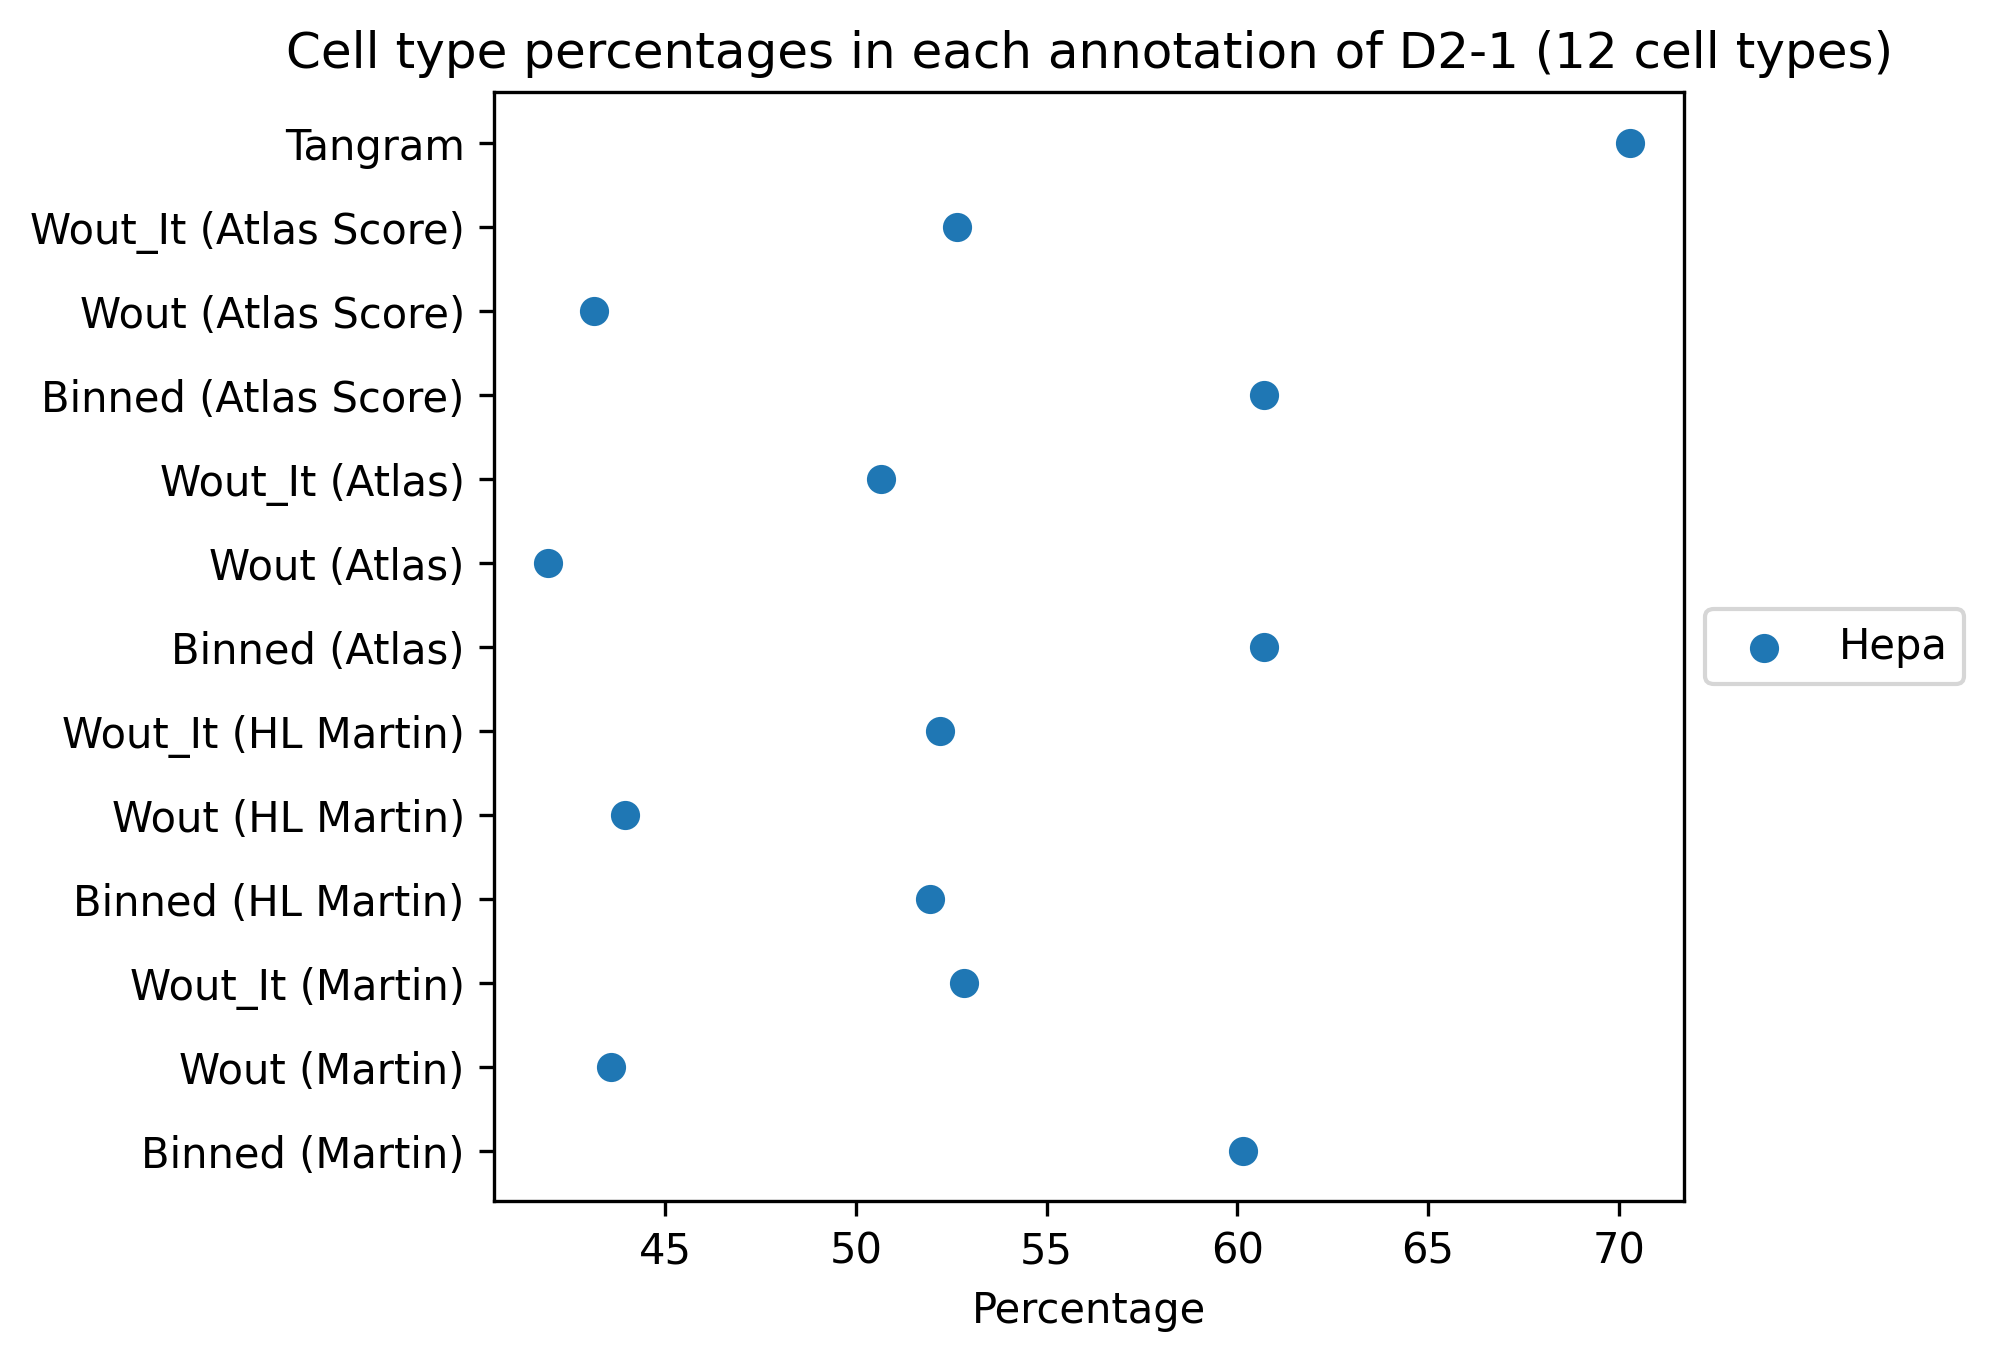 Cell type percentages in each annotation of D2-1 (12 cell types)
Tangram
Wout_It (Atlas Score)
Wout (Atlas Score)
Binned (Atlas Score)
Wout_It (Atlas)
Wout (Atlas)
Binned (Atlas)
Wout_It (HL Martin)
Wout (HL Martin)
Binned (HL Martin)
Wout_It (Martin)
Wout (Martin)
Binned (Martin)
45 50 55 60 65 70
Percentage
Hepa